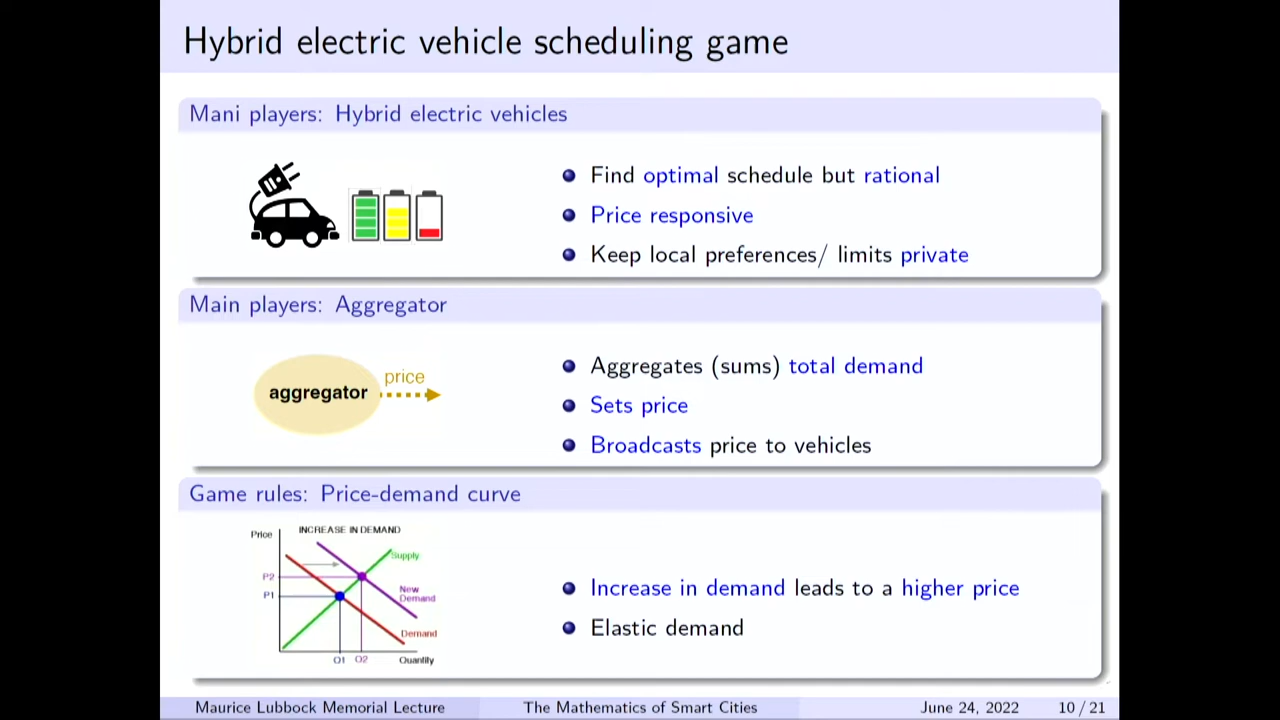 Hybrid electric vehicle scheduling game
Mani players: Hybrid electric vehicles
Find optimal schedule but rational
Price responsive
Keep local preferences/ limits private
Main players: Aggregator
aggregator
price
Aggregates (sums) total demand
Sets price
Broadcasts price to vehicles
Game rules: Price-demand curve
Price
INCREASE IN DEMAND
Supply
P2
P1
New
Demand
Demand
Q1 Q2 Quantity
Increase in demand leads to a higher price
Elastic demand
Maurice Lubbock Memorial Lecture The Mathematics of Smart Cities June 24, 2022 10 / 21